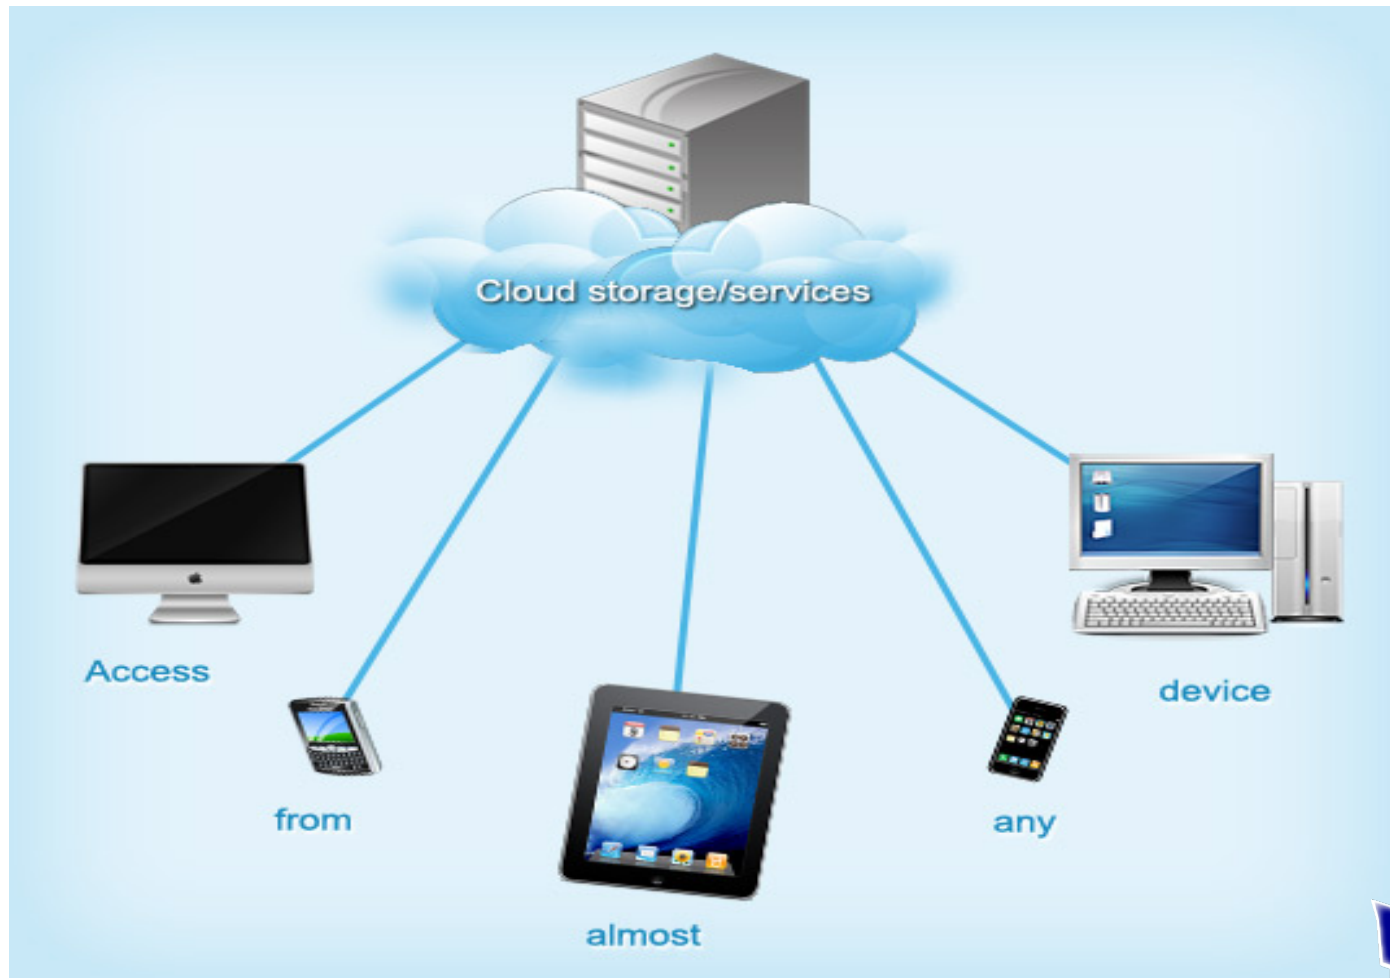 Cloud storage/services
Access
from
almost
any
device